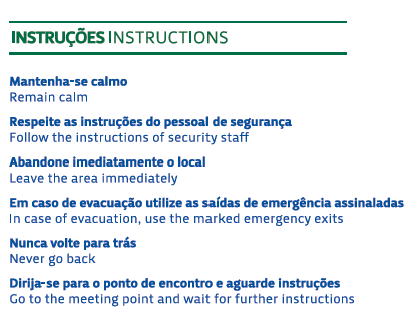 INSTRUÇÕES INSTRUCTIONS
Mantenha-se calmo
Remain calm
Respeite as instruções do pessoal de segurança
Follow the instructions of security staff
Abandone imediatamente o local
Leave the area immediately
Em caso de evacuação utilize as saídas de emergência assinaladas
In case of evacuation, use the marked emergency exits
Nunca volte para trás
Never go back
Dirija-se para o ponto de encontro e aguarde instruções
Go to the meeting point and wait for further instructions